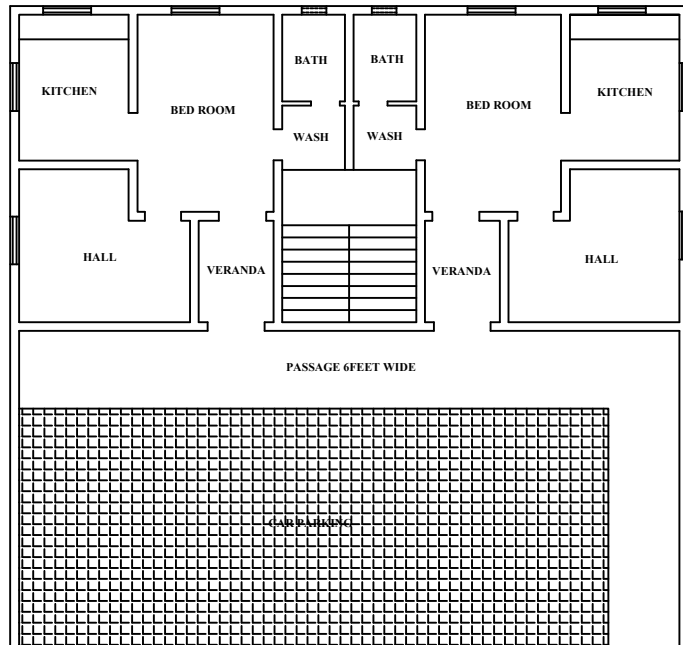 BATH
BATH
KITCHEN
KITCHEN
BED ROOM
BED ROOM
WASH
WASH
HALL
HALL
VERANDA
VERANDA
PASSAGE 6FEET WIDE
CAR PARKING